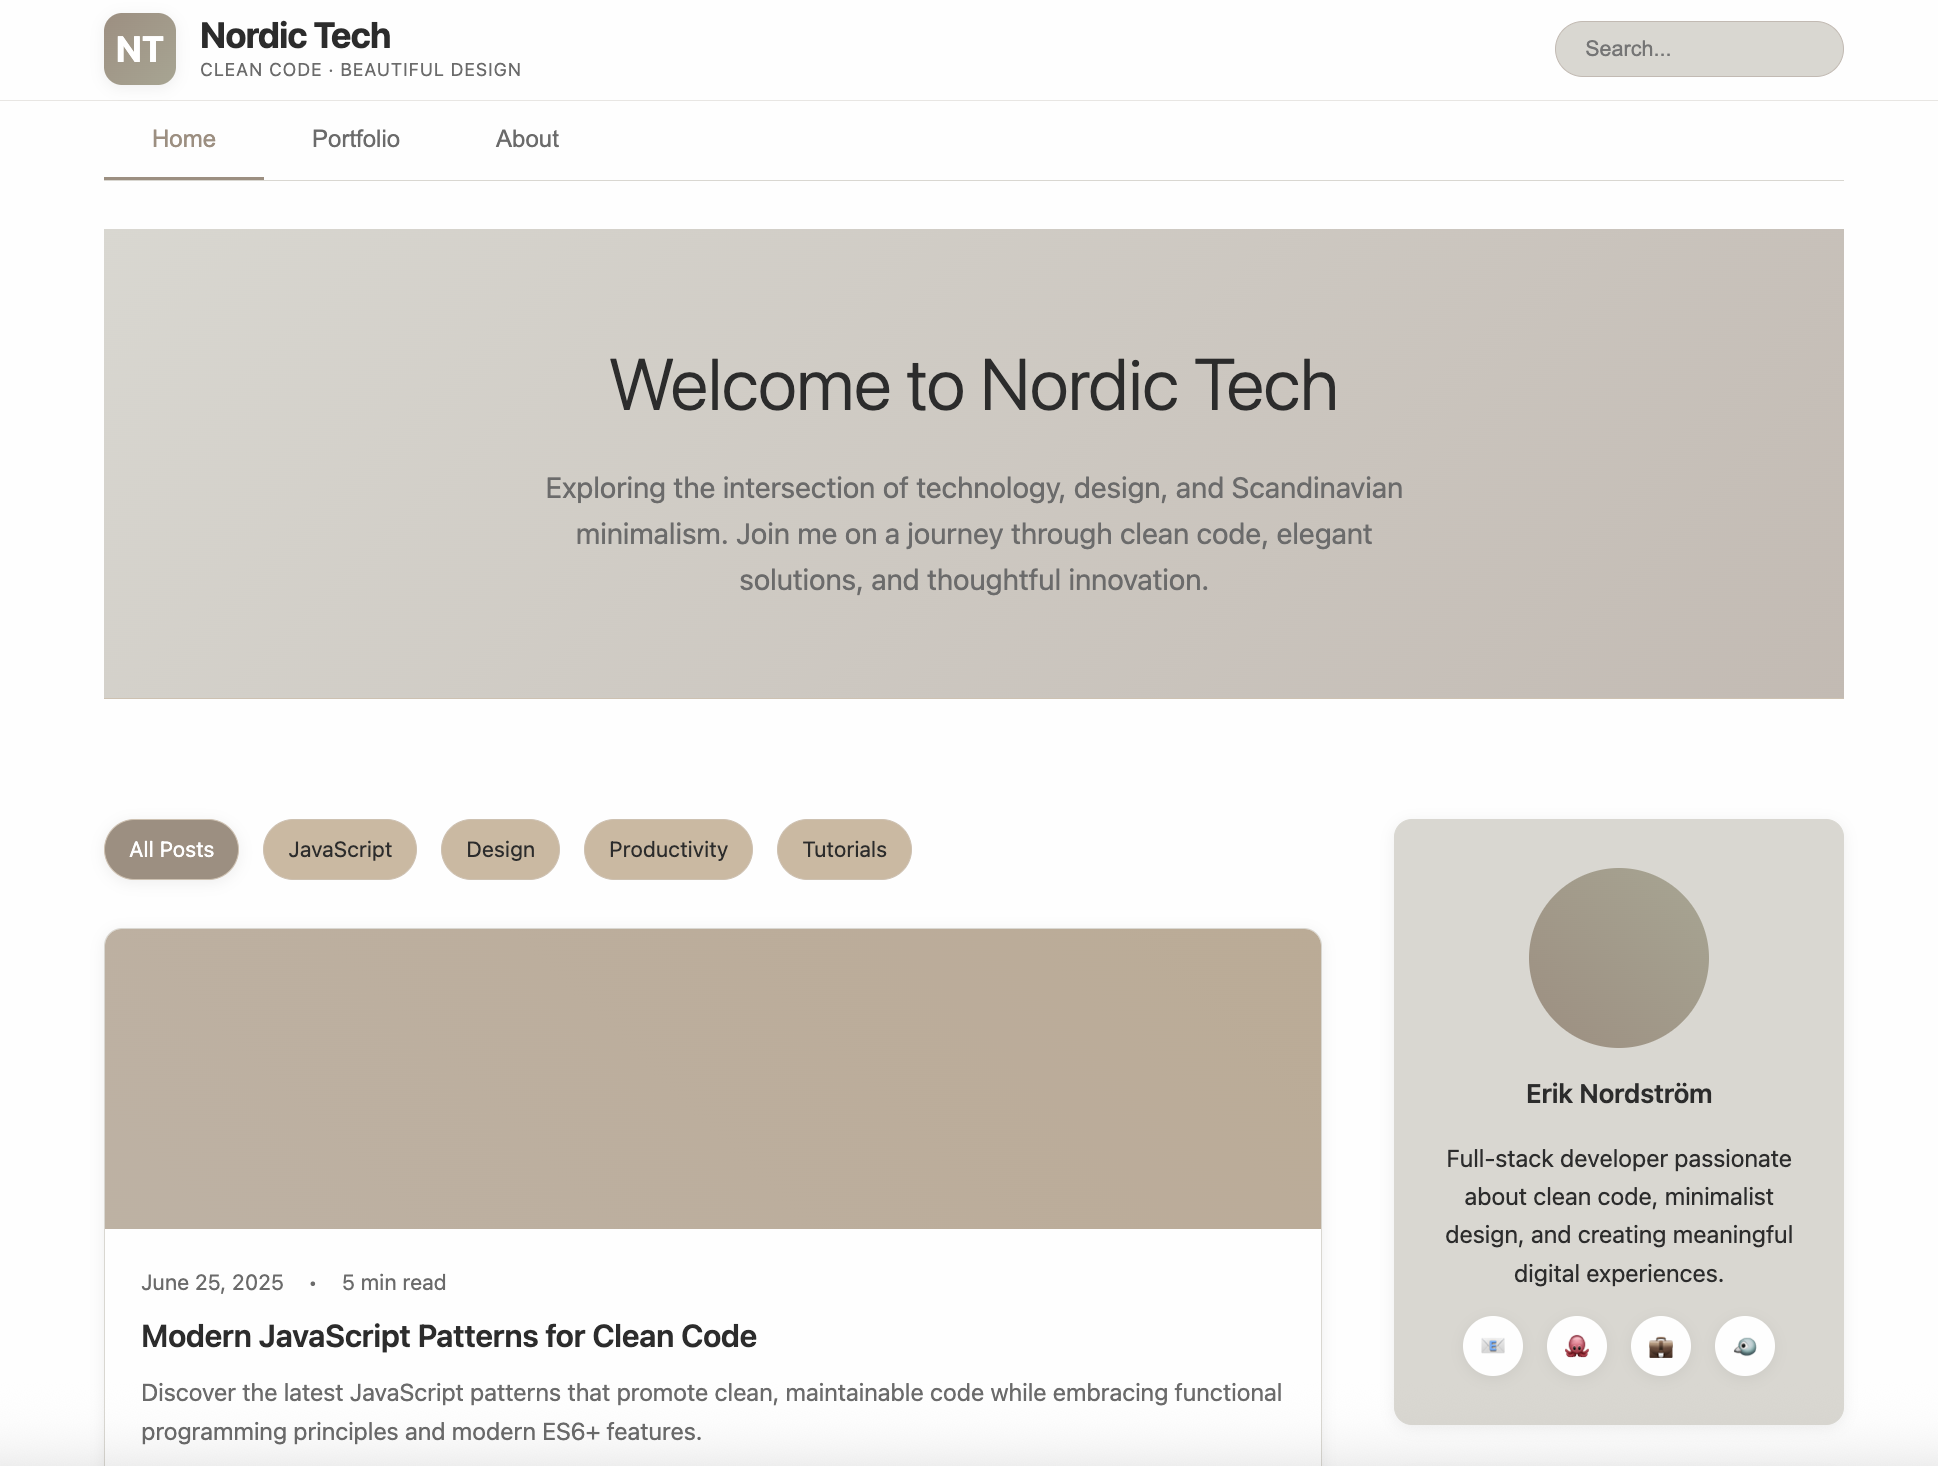 NT
Nordic Tech
CLEAN CODE · BEAUTIFUL DESIGN
Search...
Home
Portfolio
About
Welcome to Nordic Tech
Exploring the intersection of technology, design, and Scandinavian
minimalism. Join me on a journey through clean code, elegant
solutions, and thoughtful innovation.
All Posts
JavaScript
Design
Productivity
Tutorials
June 25, 2025 • 5 min read
Modern JavaScript Patterns for Clean Code
Discover the latest JavaScript patterns that promote clean, maintainable code while embracing functional
programming principles and modern ES6+ features.
Erik Nordström
Full-stack developer passionate
about clean code, minimalist
design, and creating meaningful
digital experiences.